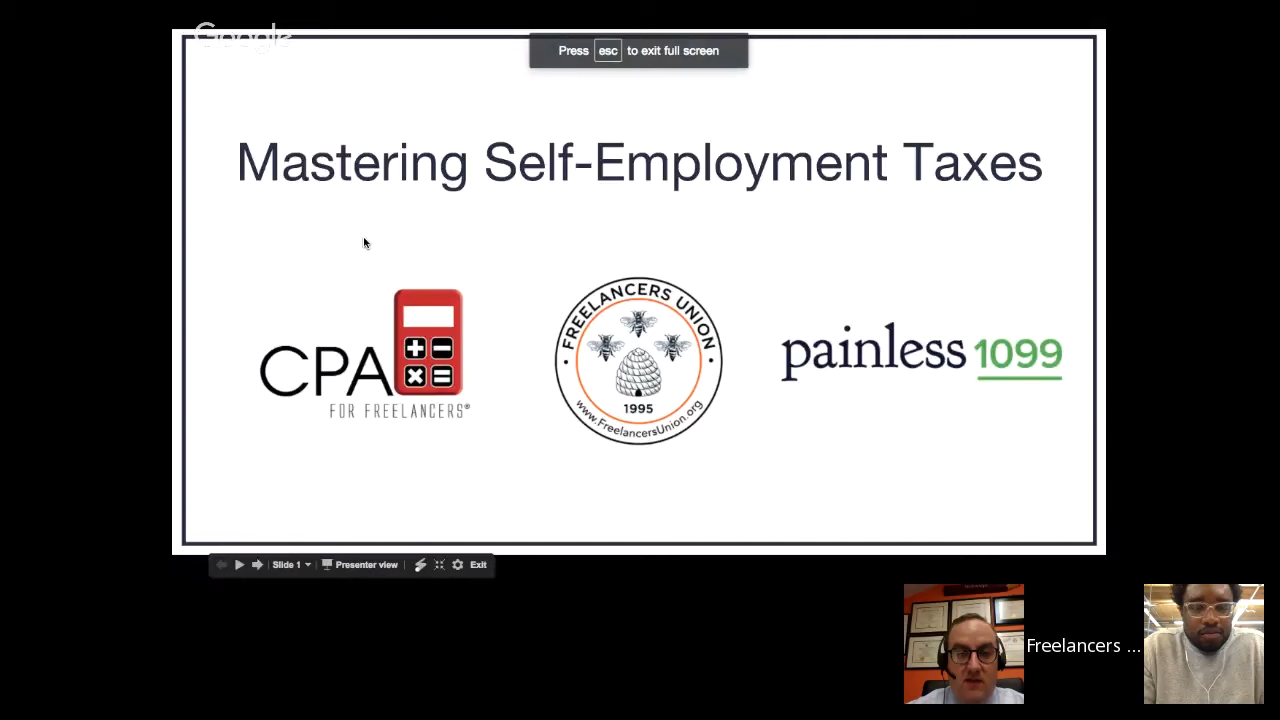 Google
Press esc to exit full screen
Mastering Self-Employment Taxes
CPA
FOR FREELANCERS®
FREELANCERS UNION
1995
www.FreelancersUnion.org
painless 1099
Slide 1
Presenter view
Exit
Freelancers ...